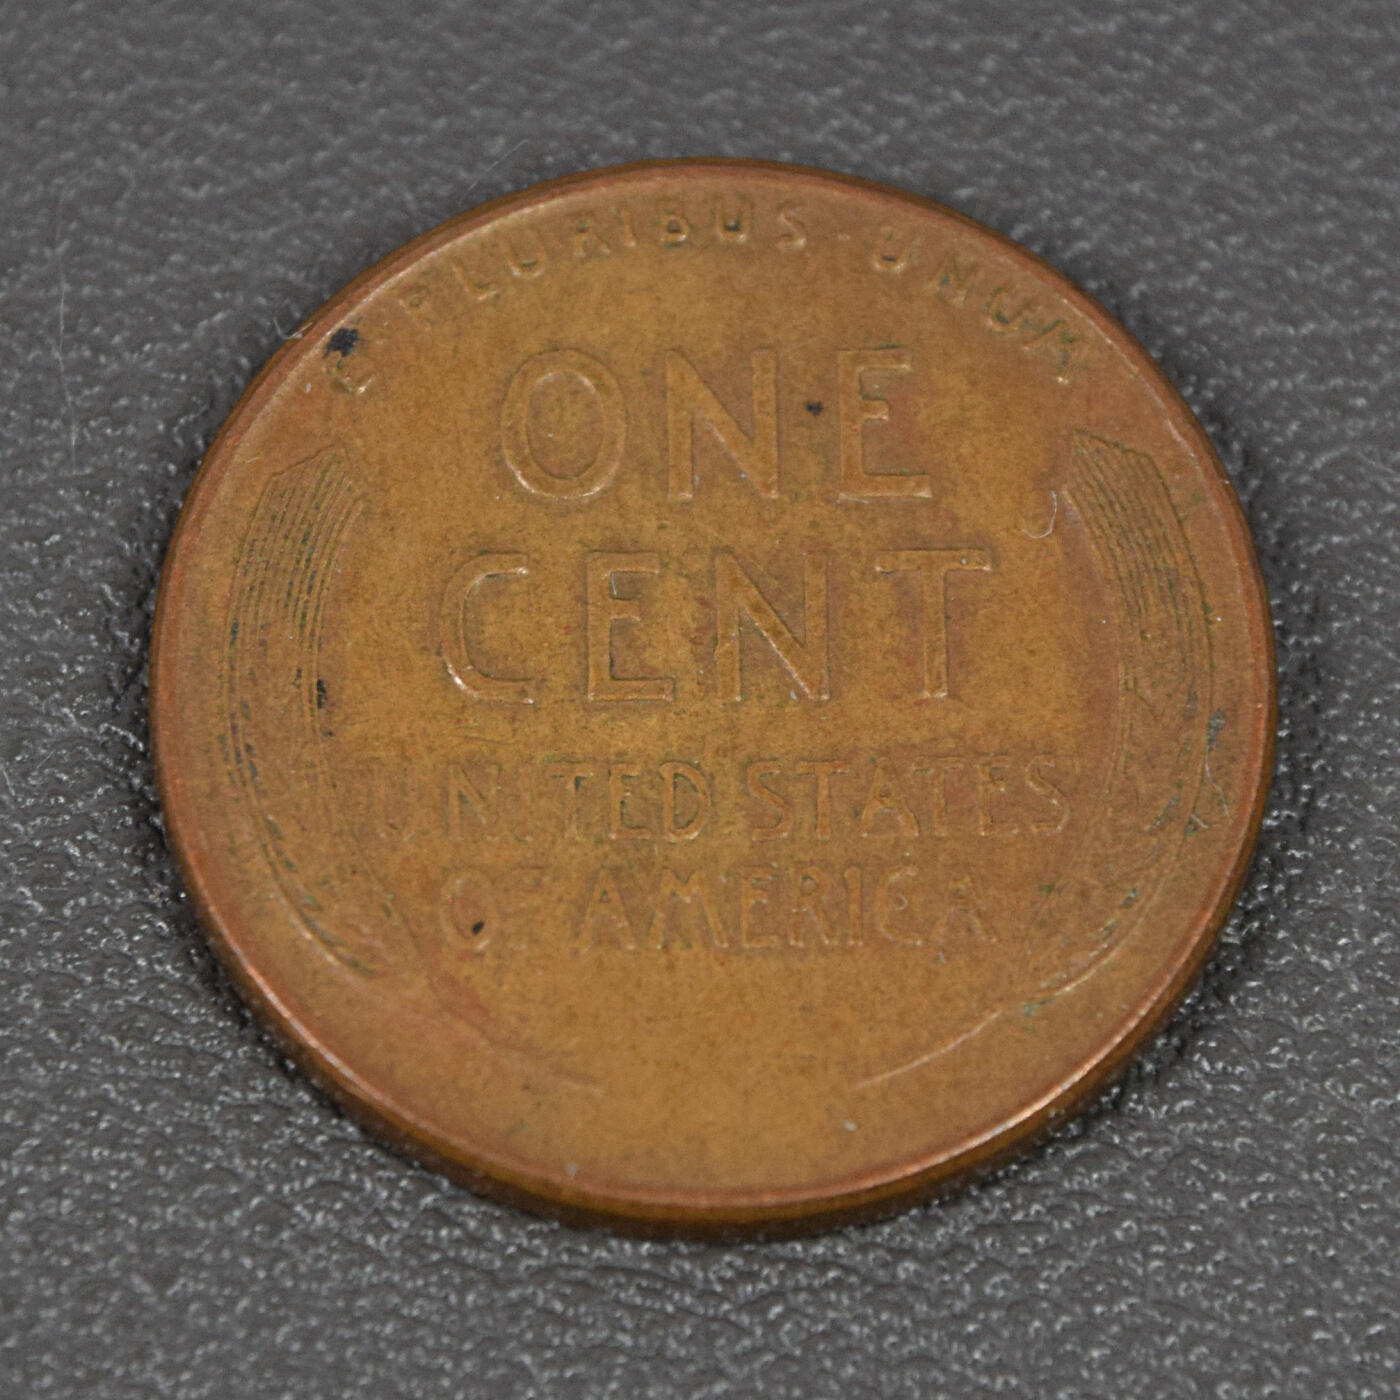 E PLURIBUS · UNUM
ONE
CENT
UNITED STATES
OF AMERICA